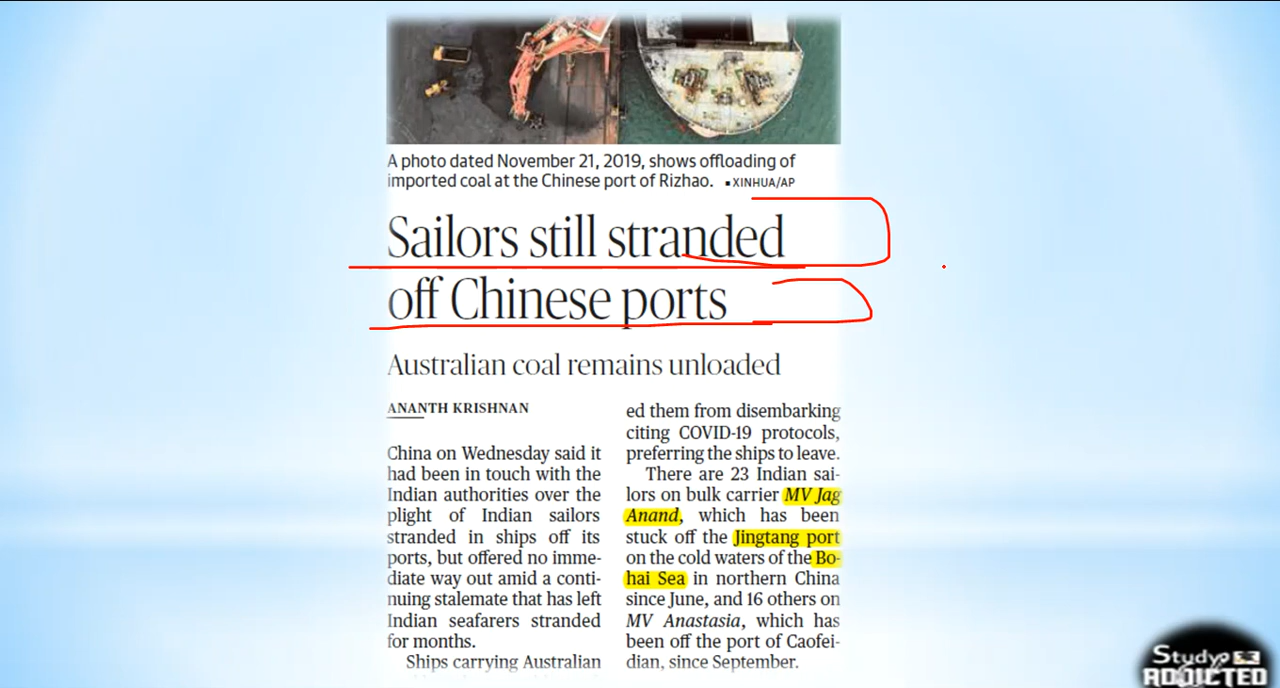 A photo dated November 21, 2019, shows offloading of
imported coal at the Chinese port of Rizhao. ▪ XINHUA/AP
Sailors still stranded
off Chinese ports
Australian coal remains unloaded
ANANTH KRISHNAN
China on Wednesday said it
had been in touch with the
Indian authorities over the
plight of Indian sailors
stranded in ships off its
ports, but offered no imme-
diate way out amid a conti-
nuing stalemate that has left
Indian seafarers stranded
for months.
Ships carrying Australian
ed them from disembarking
citing COVID-19 protocols,
preferring the ships to leave.
There are 23 Indian sai-
lors on bulk carrier MV Jag
Anand, which has been
stuck off the Jingtang port
on the cold waters of the Bo-
hai Sea in northern China
since June, and 16 others on
MV Anastasia, which has
been off the port of Caofei-
dian, since September.
Study
ADDICTED